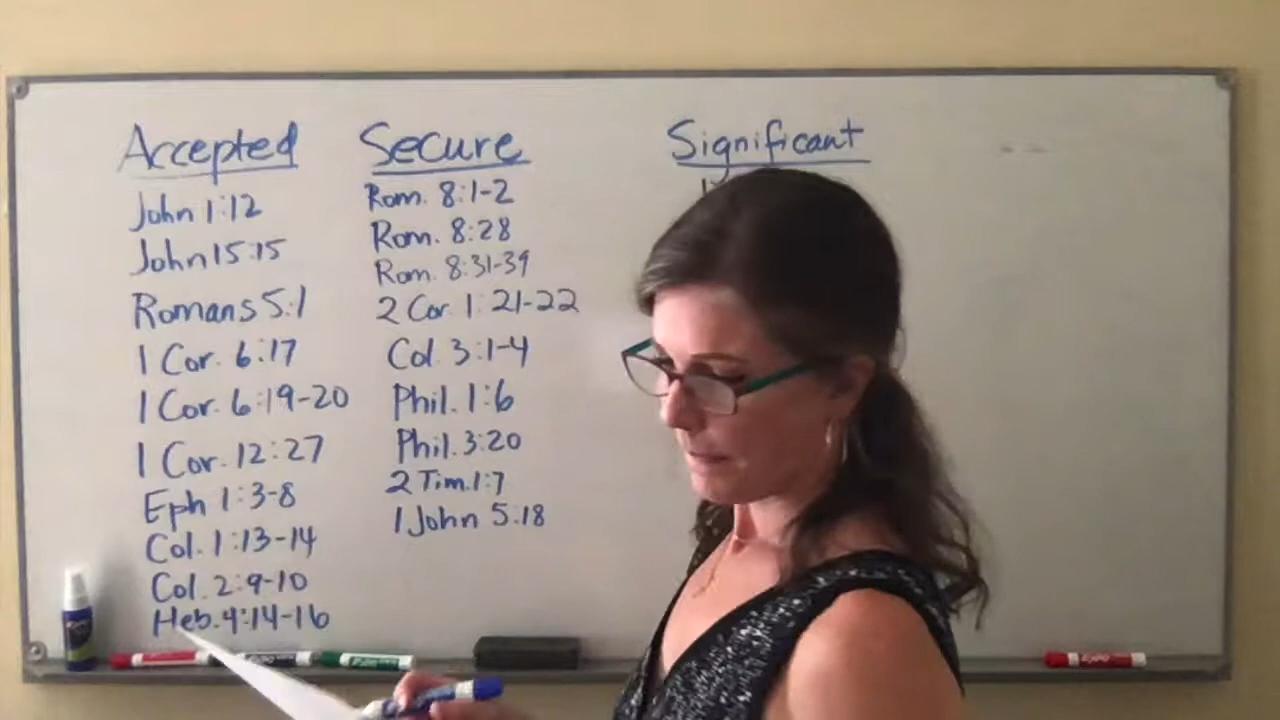 Accepted
John 1:12
John 15:15
Romans 5:1
1 Cor. 6:17
1 Cor. 6:19-20
1 Cor. 12:27
Eph 1:3-8
Col. 1:13-14
Col. 2:9-10
Heb. 4:14-16
Secure
Rom. 8:1-2
Rom. 8:28
Rom. 8:31-39
2 Cor. 1:21-22
Col. 3:1-4
Phil. 1:6
Phil. 3:20
2 Tim. 1:7
1 John 5:18
Significant
EXPO
EXPO